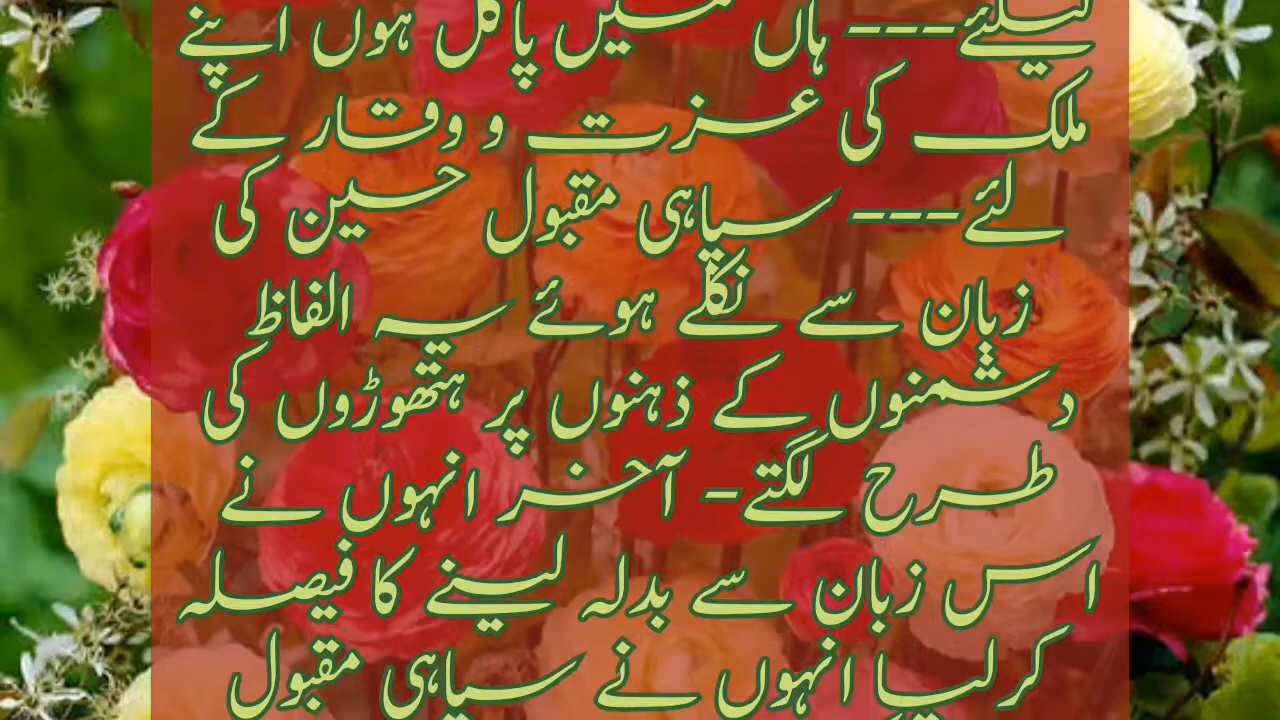 کیلئے--- ہاں میں پاگل ہوں اپنے
ملک کی عزت و وقار کے
لئے--- سپاہی مقبول حسین کی
زبان سے نکلے ہوئے یہ الفاظ
دشمنوں کے ذہنوں پر ہتھوڑوں کی
طرح لگتے- آخر انہوں نے
اس زبان سے بدلہ لینے کا فیصلہ
کرلیا انہوں نے سپاہی مقبول